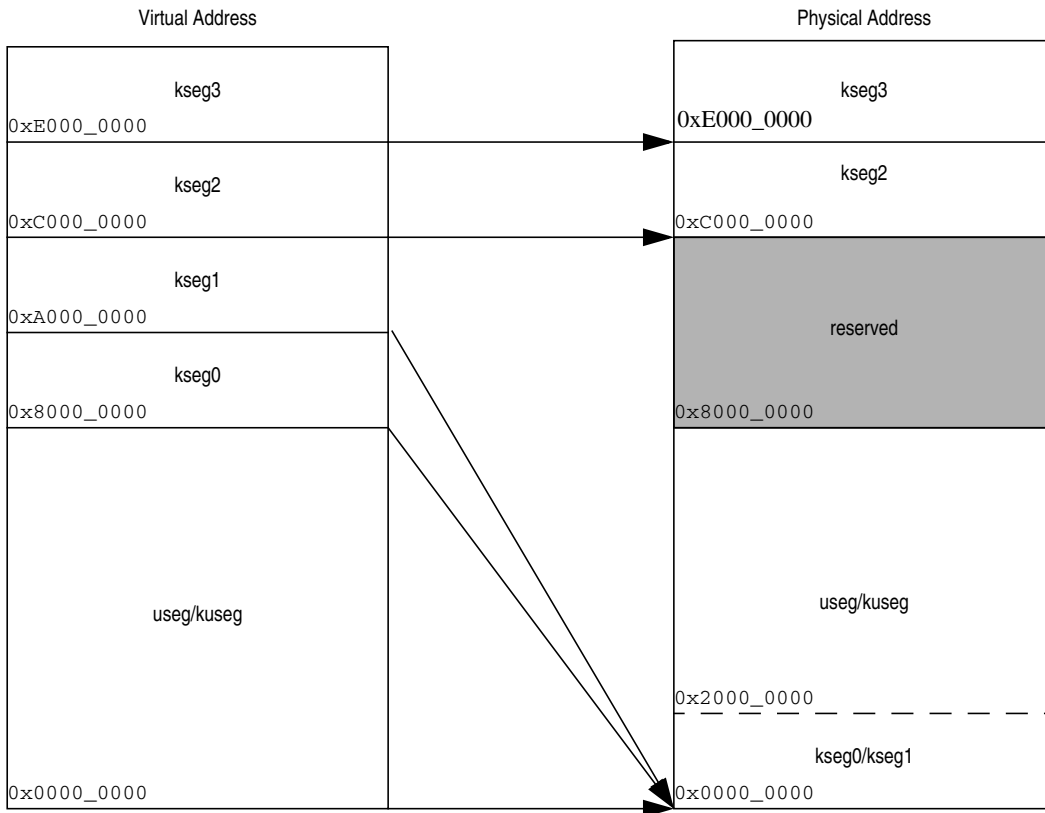 Virtual Address
kseg3
0xE000_0000
kseg2
0xC000_0000
kseg1
0xA000_0000
kseg0
0x8000_0000
useg/kuseg
0x0000_0000
Physical Address
kseg3
0xE000_0000
kseg2
0xC000_0000
reserved
0x8000_0000
useg/kuseg
0x2000_0000
kseg0/kseg1
0x0000_0000